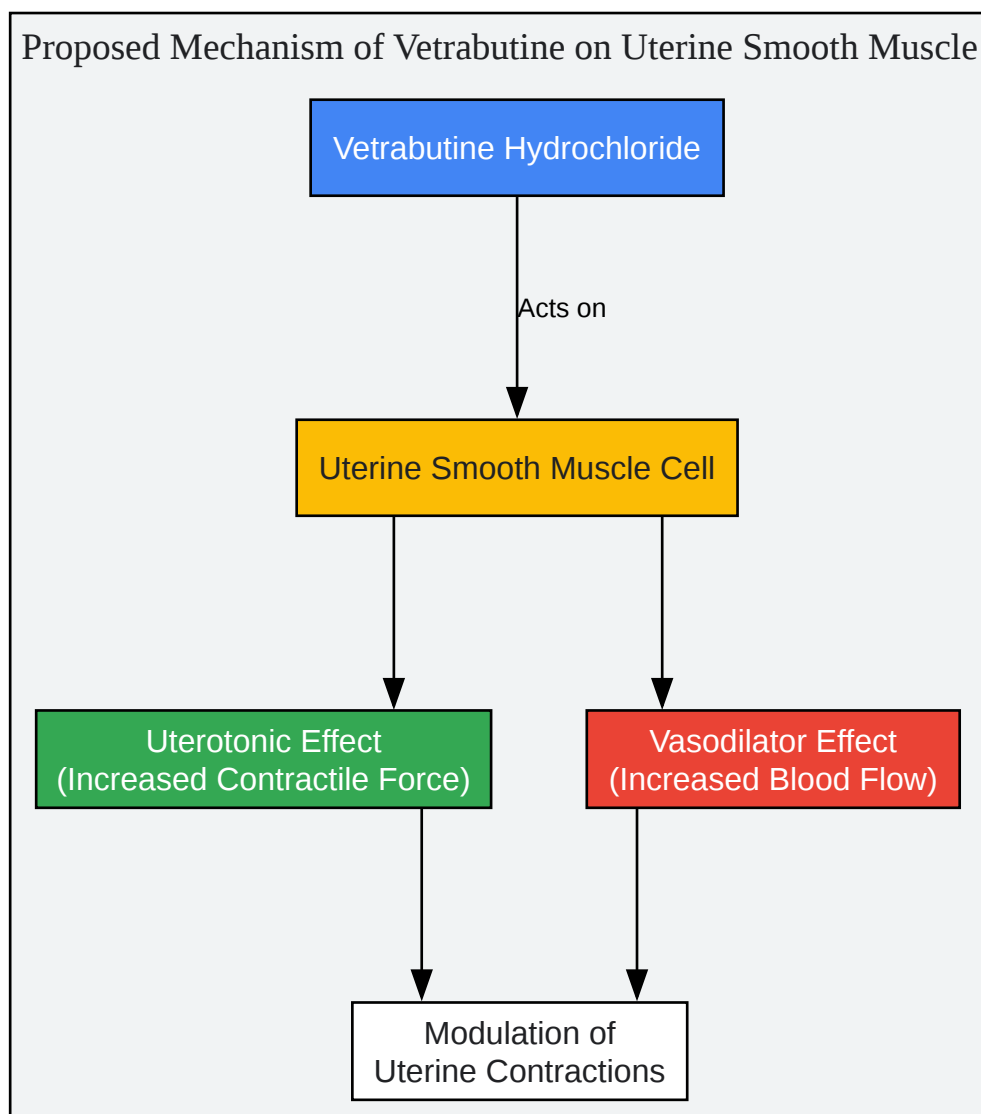 Proposed Mechanism of Vetrabutine on Uterine Smooth Muscle
Vetrabutine Hydrochloride
Acts on
Uterine Smooth Muscle Cell
Uterotonic Effect
(Increased Contractile Force)
Vasodilator Effect
(Increased Blood Flow)
Modulation of
Uterine Contractions